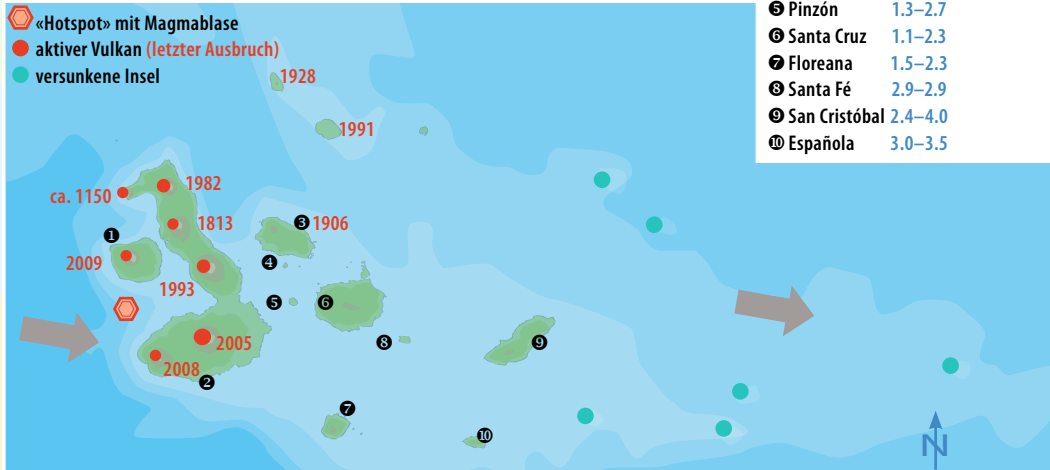 «Hotspot» mit Magmablase
aktiver Vulkan (letzter Ausbruch)
versunkene Insel
❺ Pinzón 1.3–2.7
❻ Santa Cruz 1.1–2.3
❼ Floreana 1.5–2.3
❽ Santa Fé 2.9–2.9
❾ San Cristóbal 2.4–4.0
❿ Española 3.0–3.5
1928
1991
1982
ca. 1150
1813
❸ 1906
❶
2009
❹
1993
❺
❻
2005
❽
❾
2008
❷
❼
❿
N